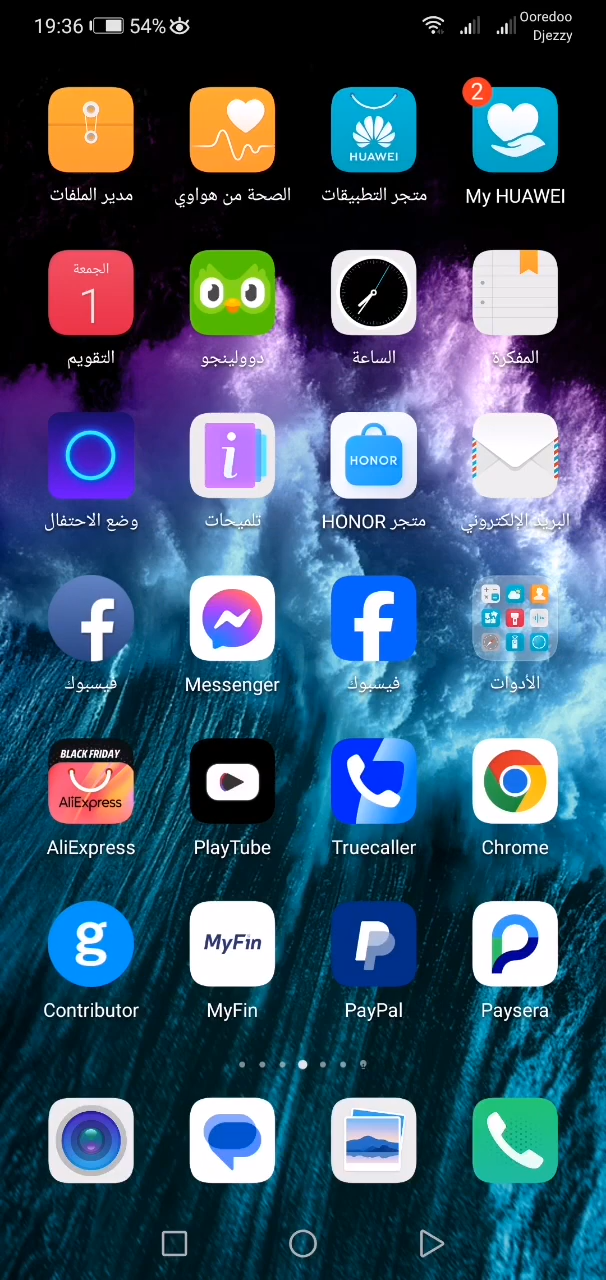 19:36 54% Ooredoo
Djezzy
2
HUAWEI
مدير الملفات
الصحة من هواوي
متجر التطبيقات
My HUAWEI
الجمعة
1
التقويم
دوولينجو
الساعة
المفكرة
i
HONOR
وضع الاحتفال
تلميحات
متجر HONOR
البريد الإلكتروني
f
f
فيسبوك
Messenger
فيسبوك
الأدوات
BLACK FRIDAY
AliExpress
AliExpress
PlayTube
Truecaller
Chrome
g
MyFin
Contributor
MyFin
PayPal
Paysera